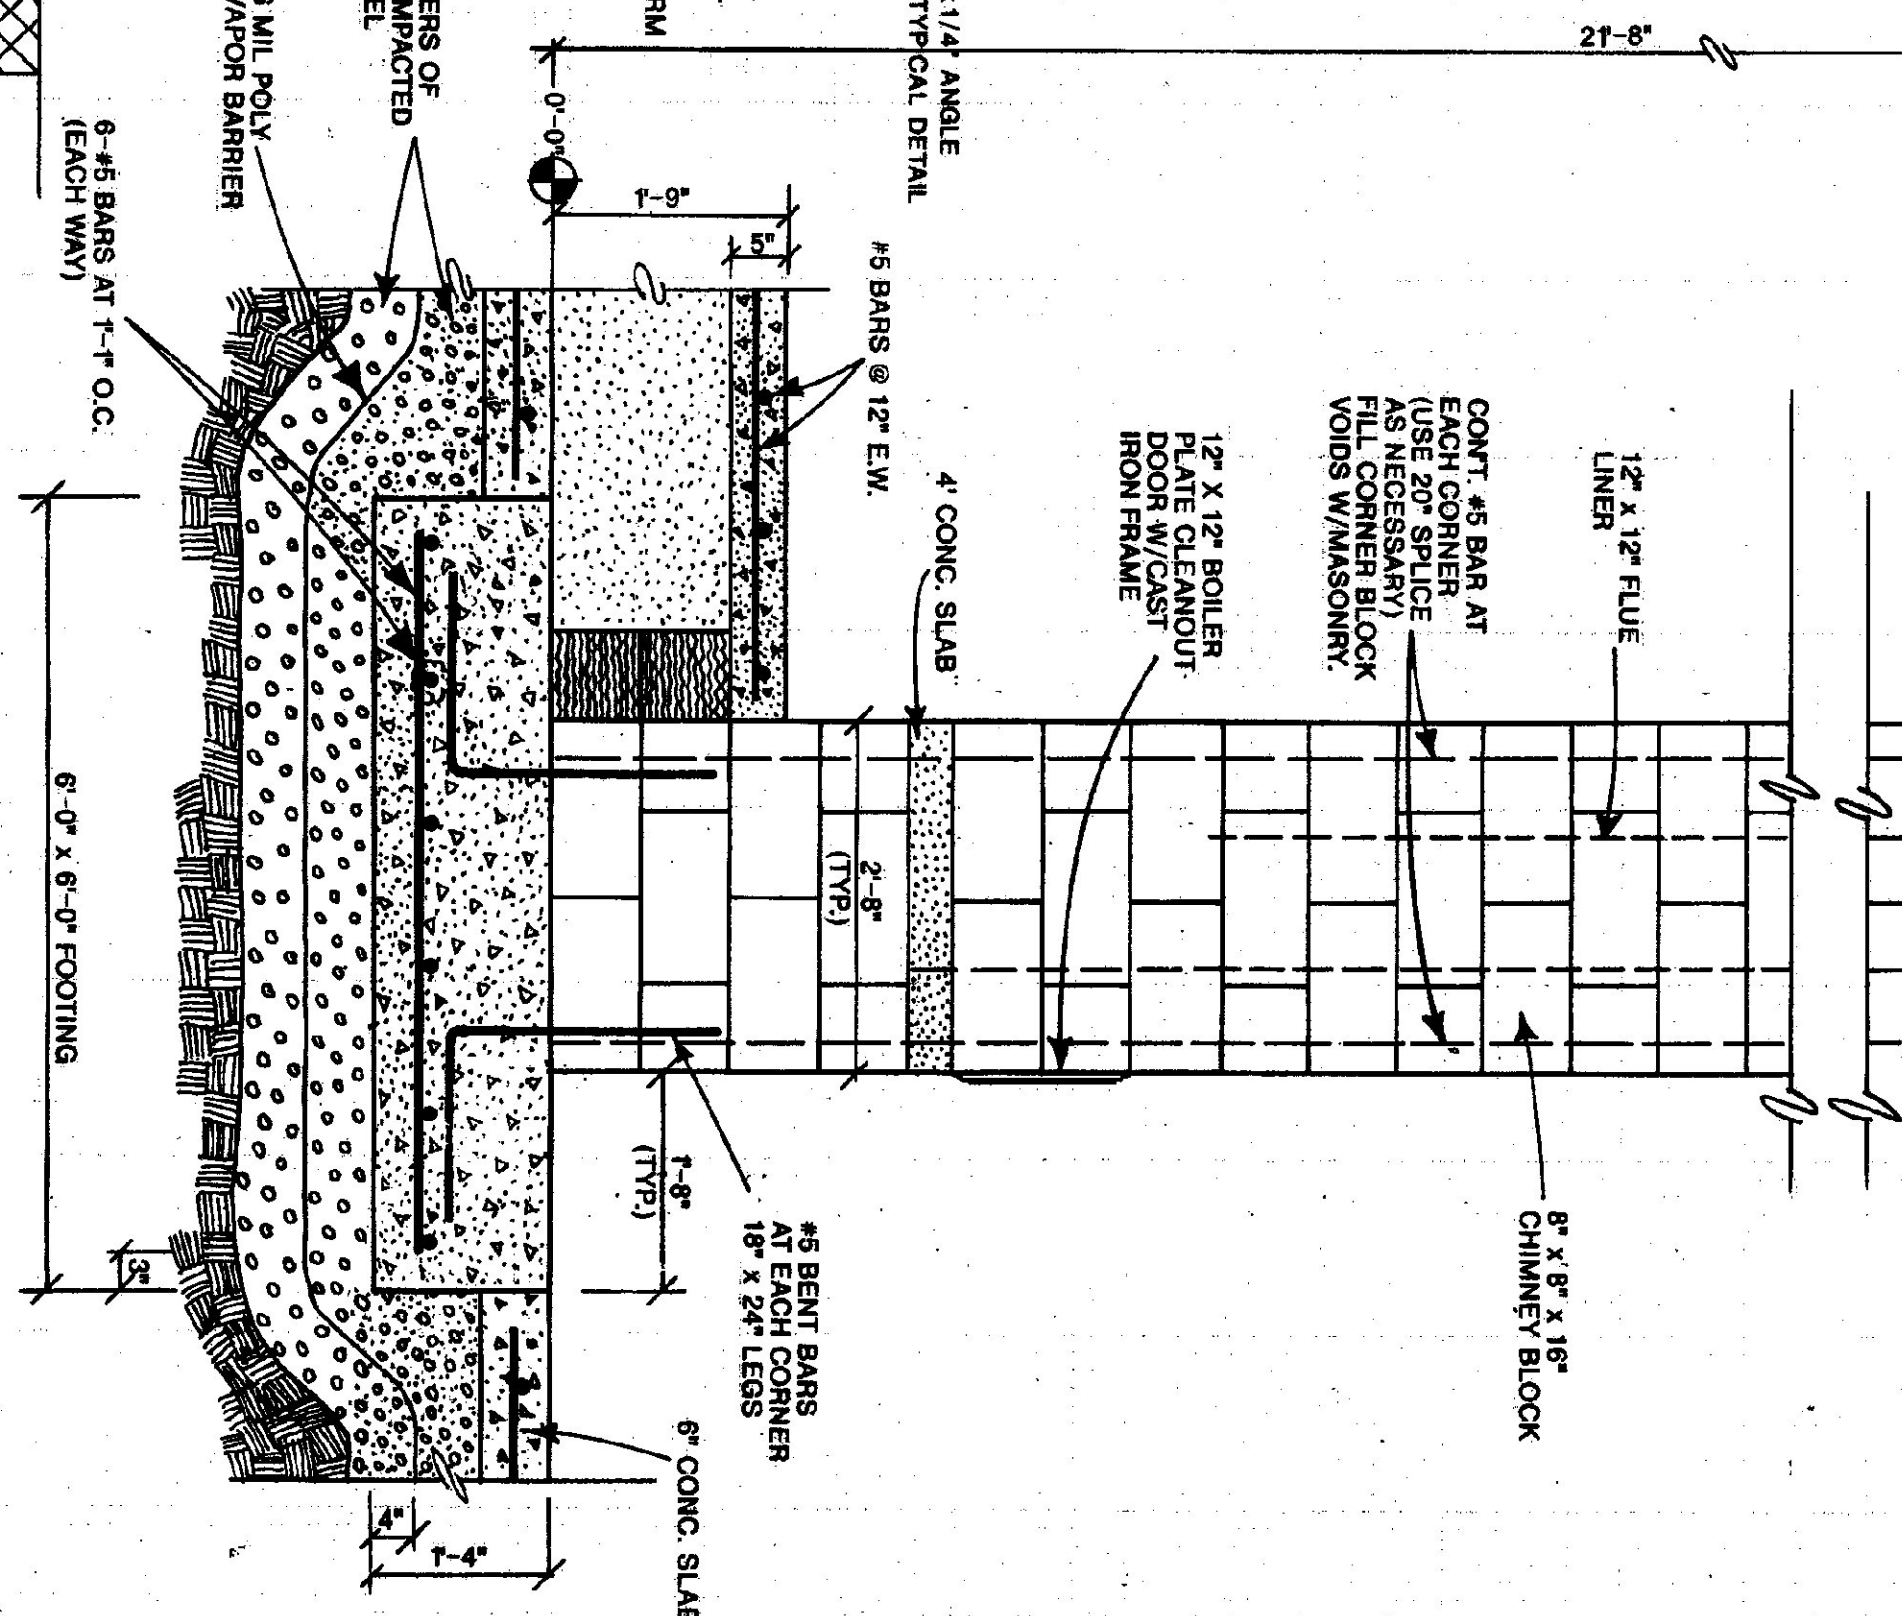 21'-8"
12" x 12" FLUE
LINER
CON'T. #5 BAR AT
EACH CORNER
(USE 20" SPLICE
AS NECESSARY)
FILL CORNER BLOCK
VOIDS W/MASONRY.
8" x 8" x 16"
CHIMNEY BLOCK
12" X 12" BOILER
PLATE CLEANOUT
DOOR W/CAST
IRON FRAME
1/4" ANGLE
TYPICAL DETAIL
4' CONC. SLAB
#5 BARS @ 12" E.W.
2'-8"
(TYP.)
5"
1'-9"
#5 BENT BARS
AT EACH CORNER
18" x 24" LEGS
1'-8"
(TYP.)
6" CONC. SLAB
RM
0'-0"
1'-4"
4"
ERS OF
MPACTED
EL
MIL POLY
VAPOR BARRIER
3"
6-#5 BARS AT 1'-1" O.C.
(EACH WAY)
6'-0" x 6'-0" FOOTING